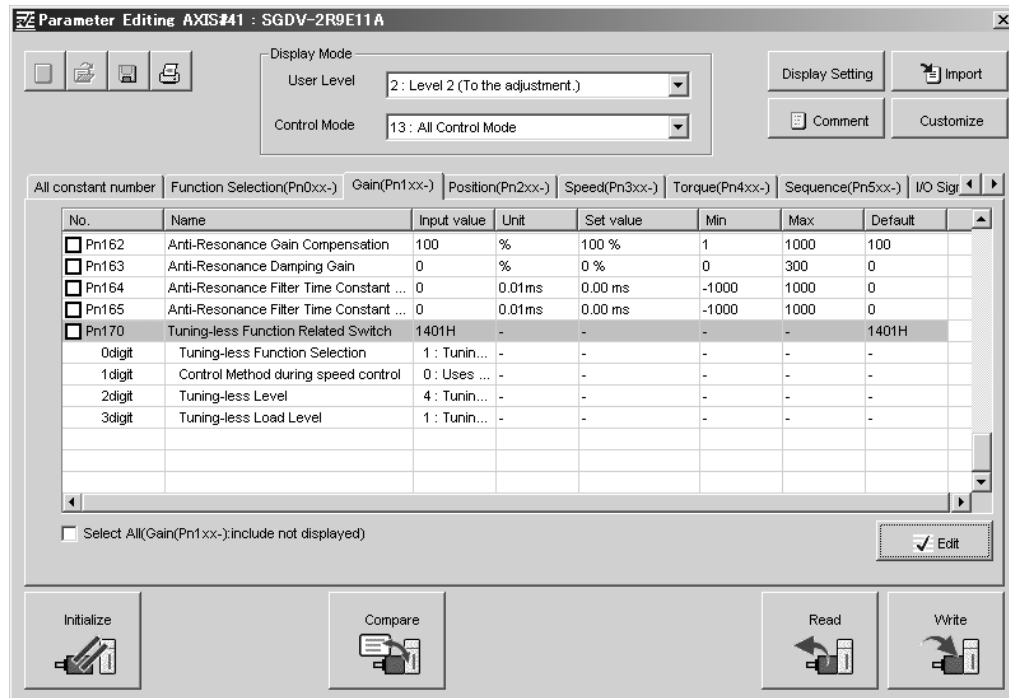 Parameter Editing AXIS#41 : SGDV-2R9E11A
Display Mode
User Level 2 : Level 2 (To the adjustment.)
Control Mode 13 : All Control Mode
Display Setting Import
Comment Customize
All constant number Function Selection(Pn0xx-) Gain(Pn1xx-) Position(Pn2xx-) Speed(Pn3xx-) Torque(Pn4xx-) Sequence(Pn5xx-) I/O Sigr
No. Name Input value Unit Set value Min Max Default
Pn162 Anti-Resonance Gain Compensation 100 % 100 % 1 1000 100
Pn163 Anti-Resonance Damping Gain 0 % 0 % 0 300 0
Pn164 Anti-Resonance Filter Time Constant ... 0 0.01ms 0.00 ms -1000 1000 0
Pn165 Anti-Resonance Filter Time Constant ... 0 0.01ms 0.00 ms -1000 1000 0
Pn170 Tuning-less Function Related Switch 1401H - - - - 1401H
0digit Tuning-less Function Selection 1 : Tunin... - - - - -
1digit Control Method during speed control 0 : Uses ... - - - - -
2digit Tuning-less Level 4 : Tunin... - - - - -
3digit Tuning-less Load Level 1 : Tunin... - - - - -
Select All(Gain(Pn1xx-):include not displayed)
Edit
Initialize Compare Read Write